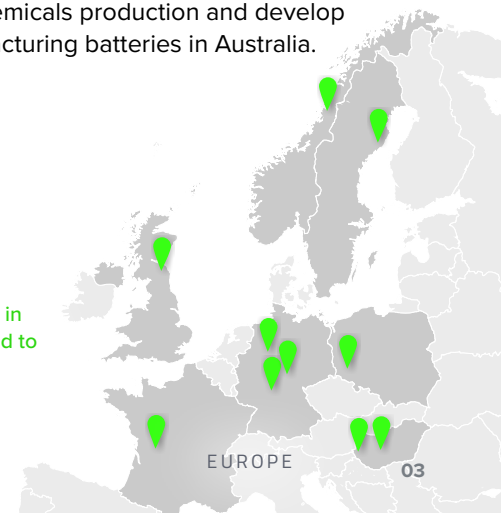 emicals production and develop
cturing batteries in Australia.
in
d to
EUROPE
03